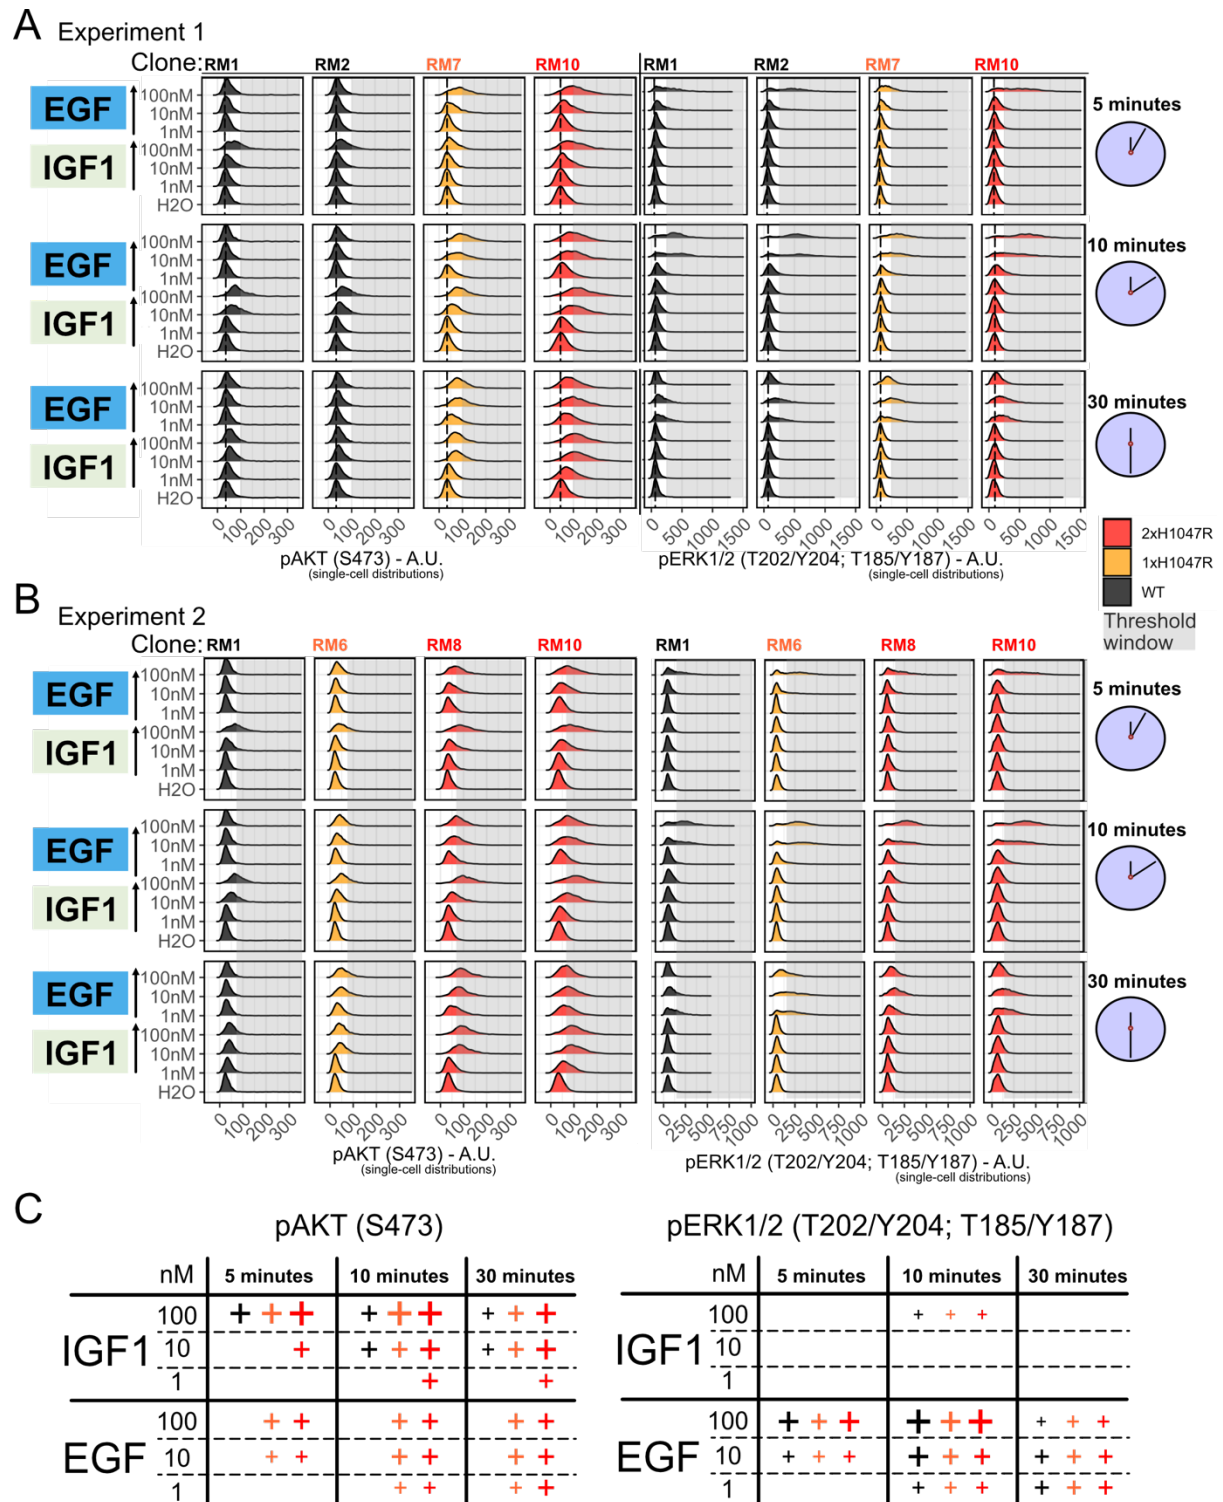 A Experiment 1
Clone: RM1 RM2 RM7 RM10 RM1 RM2 RM7 RM10
EGF
IGF1
100nM
10nM
1nM
100nM
10nM
1nM
H2O
5 minutes
EGF
IGF1
100nM
10nM
1nM
100nM
10nM
1nM
H2O
10 minutes
EGF
IGF1
100nM
10nM
1nM
100nM
10nM
1nM
H2O
30 minutes
100 200 300 100 200 300 100 200 300 100 200 300 0 500 1000 1500 0 500 1000 1500 0 500 1000 1500 0 500 1000 1500
pAKT (S473) - A.U.
(single-cell distributions)
pERK1/2 (T202/Y204; T185/Y187) - A.U.
(single-cell distributions)
2xH1047R
1xH1047R
WT
Threshold
window
B Experiment 2
Clone: RM1 RM6 RM8 RM10 RM1 RM6 RM8 RM10
EGF
IGF1
100nM
10nM
1nM
100nM
10nM
1nM
H2O
5 minutes
EGF
IGF1
100nM
10nM
1nM
100nM
10nM
1nM
H2O
10 minutes
EGF
IGF1
100nM
10nM
1nM
100nM
10nM
1nM
H2O
30 minutes
0 100 200 300 0 100 200 300 0 100 200 300 0 100 200 300 0 250 500 750 1000 0 250 500 750 1000 0 250 500 750 1000 0 250 500 750 1000
pAKT (S473) - A.U.
(single-cell distributions)
pERK1/2 (T202/Y204; T185/Y187) - A.U.
(single-cell distributions)
C
pAKT (S473)
nM 5 minutes 10 minutes 30 minutes
IGF1
100 + + + + + + + + +
10 + + + + + + +
1 + +
EGF
100 + + + + + +
10 + + + + + +
1 + + + +
pERK1/2 (T202/Y204; T185/Y187)
nM 5 minutes 10 minutes 30 minutes
IGF1
100 + + +
10
1
EGF
100 + + + + + + + + +
10 + + + + + + + + +
1 + + + + + +